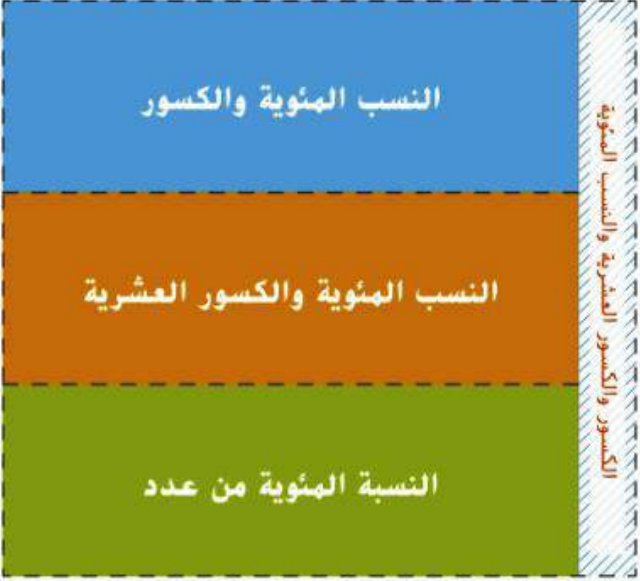 النسب المئوية والكسور
النسب المئوية والكسور العشرية
النسبة المئوية من عدد
الكسور والكسور العشرية والنسب المئوية